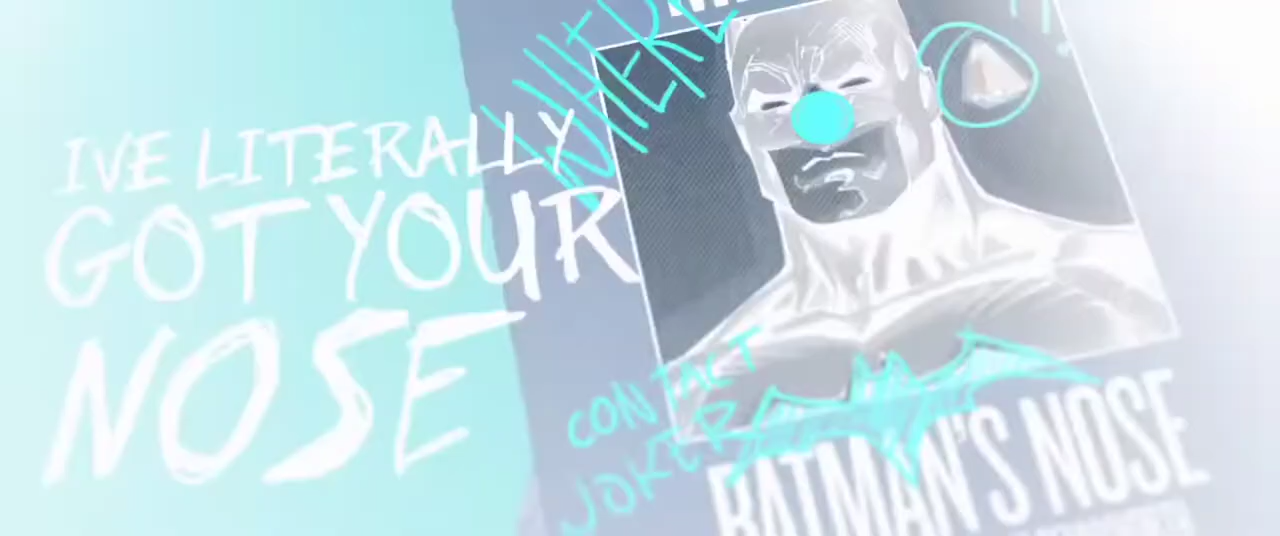 IVE LITERALLY
GOT YOUR
NOSE
WHERE
CONTACT
JOKER
BATMAN'S NOSE